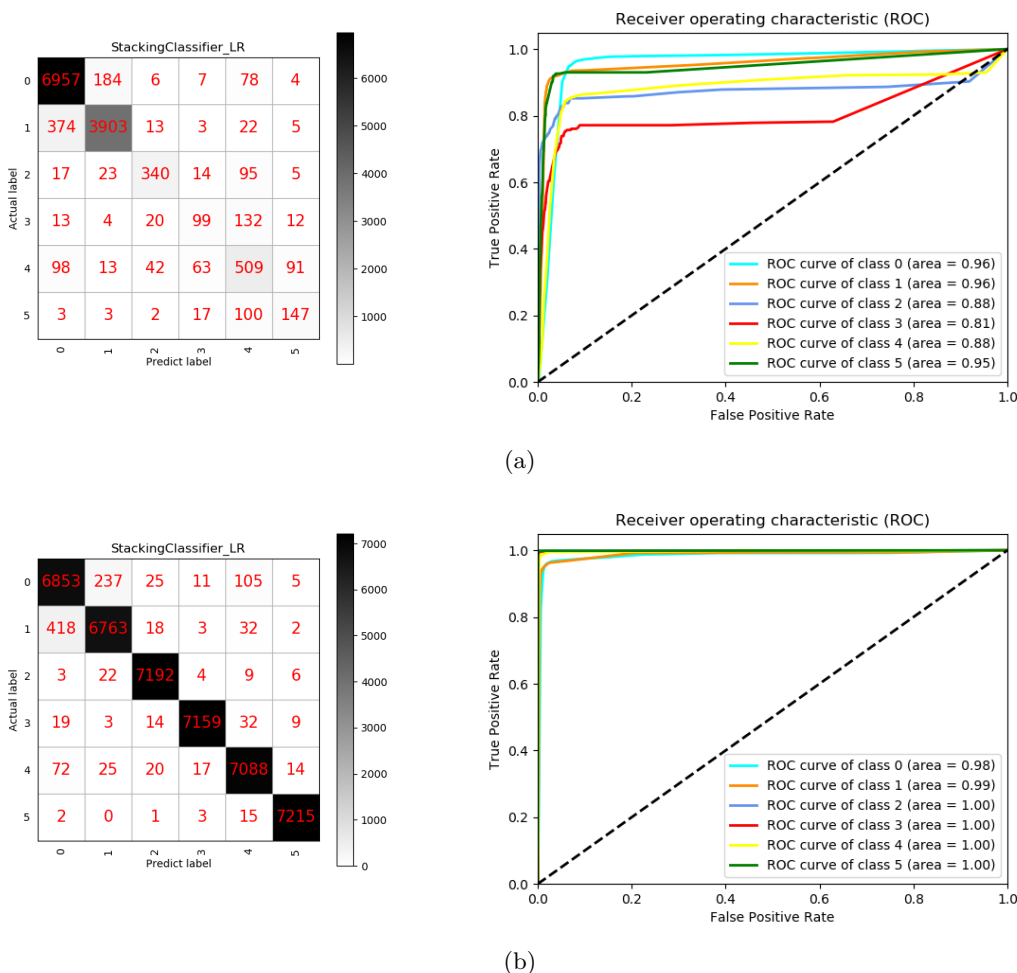 StackingClassifier_LR
0 6957 184 6 7 78 4
1 374 3903 13 3 22 5
2 17 23 340 14 95 5
3 13 4 20 99 132 12
4 98 13 42 63 509 91
5 3 3 2 17 100 147
0 1 2 3 4 5
Predict label
Actual label
6000
5000
4000
3000
2000
1000
Receiver operating characteristic (ROC)
1.0
0.8
0.6
0.4
0.2
0.0
True Positive Rate
ROC curve of class 0 (area = 0.96)
ROC curve of class 1 (area = 0.96)
ROC curve of class 2 (area = 0.88)
ROC curve of class 3 (area = 0.81)
ROC curve of class 4 (area = 0.88)
ROC curve of class 5 (area = 0.95)
0.0 0.2 0.4 0.6 0.8 1.0
False Positive Rate
(a)
StackingClassifier_LR
0 6853 237 25 11 105 5
1 418 6763 18 3 32 2
2 3 22 7192 4 9 6
3 19 3 14 7159 32 9
4 72 25 20 17 7088 14
5 2 0 1 3 15 7215
0 1 2 3 4 5
Predict label
Actual label
7000
6000
5000
4000
3000
2000
1000
0
Receiver operating characteristic (ROC)
1.0
0.8
0.6
0.4
0.2
0.0
True Positive Rate
ROC curve of class 0 (area = 0.98)
ROC curve of class 1 (area = 0.99)
ROC curve of class 2 (area = 1.00)
ROC curve of class 3 (area = 1.00)
ROC curve of class 4 (area = 1.00)
ROC curve of class 5 (area = 1.00)
0.0 0.2 0.4 0.6 0.8 1.0
False Positive Rate
(b)